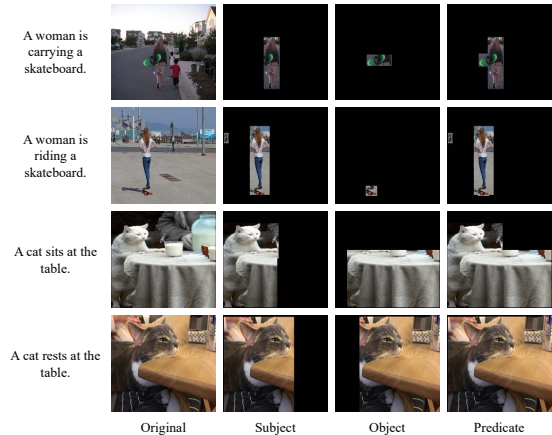 A woman is
carrying a
skateboard.
A woman is
riding a
skateboard.
A cat sits at the
table.
A cat rests at the
table.
Original
Subject
Object
Predicate